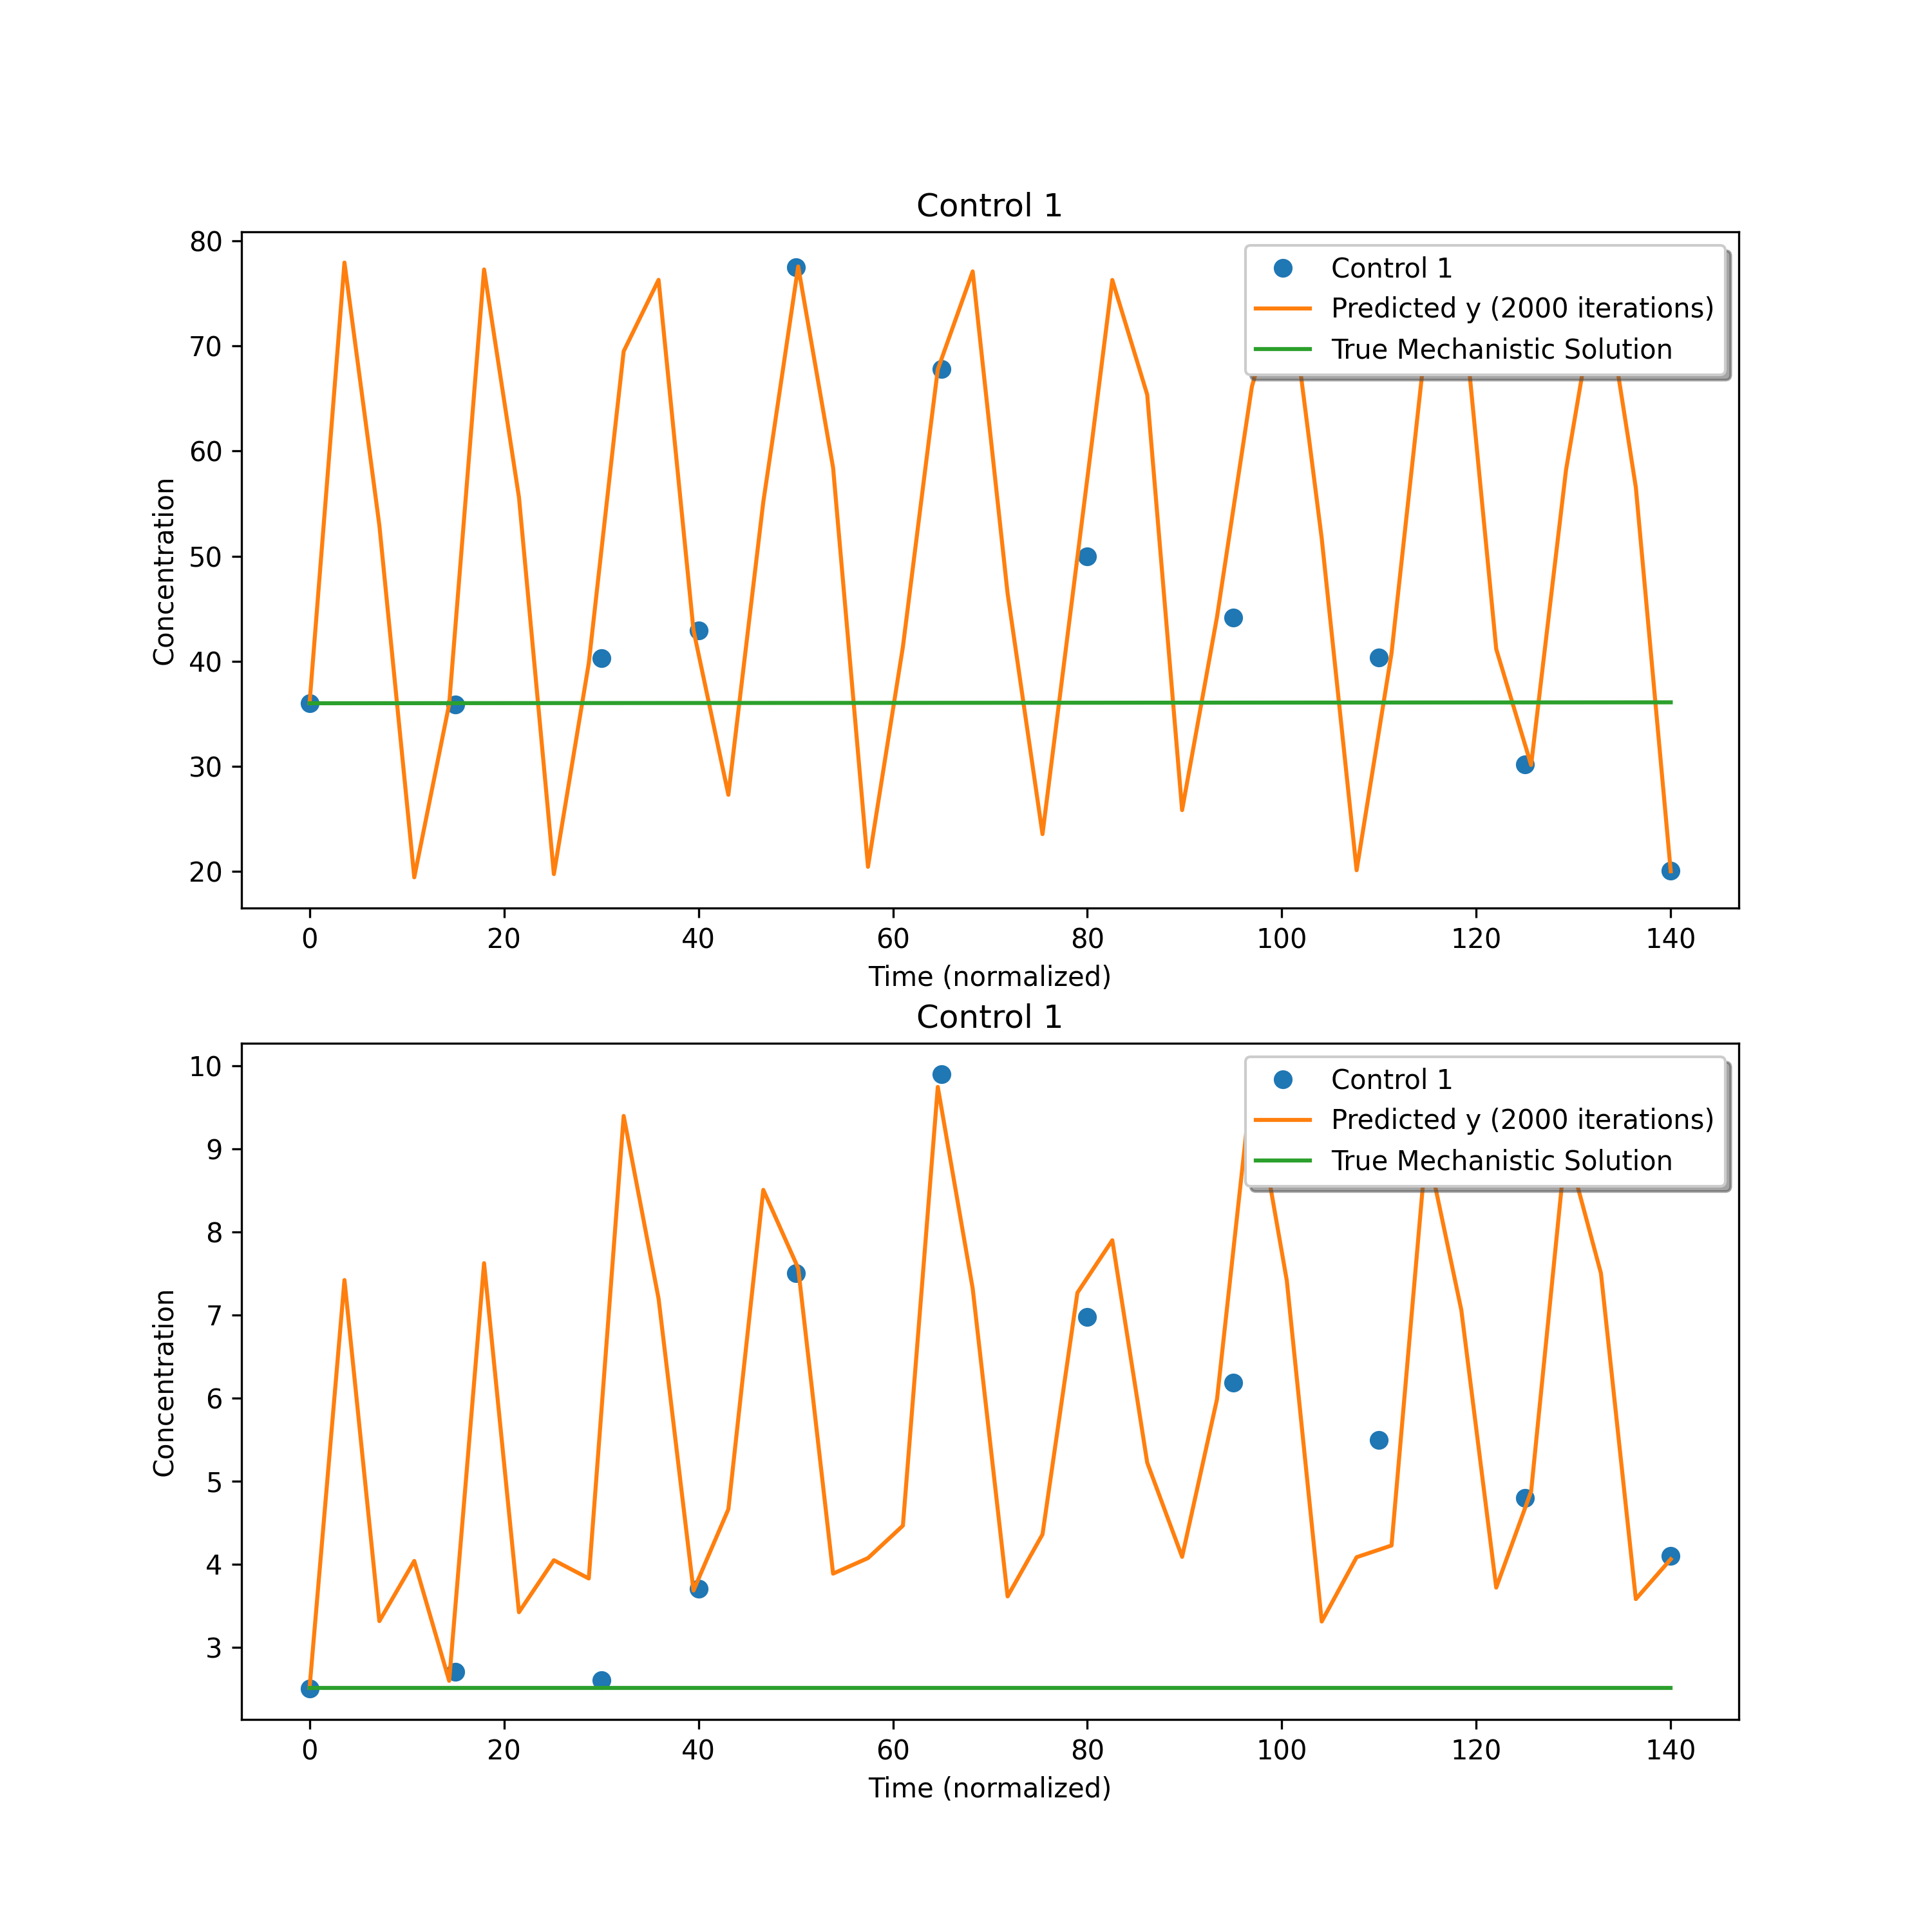 Control 1
80
70
60
50
40
30
20
Concentration
Control 1
Predicted y (2000 iterations)
True Mechanistic Solution
0 20 40 60 80 100 120 140
Time (normalized)
Control 1
10
9
8
7
6
5
4
3
Concentration
Control 1
Predicted y (2000 iterations)
True Mechanistic Solution
0 20 40 60 80 100 120 140
Time (normalized)